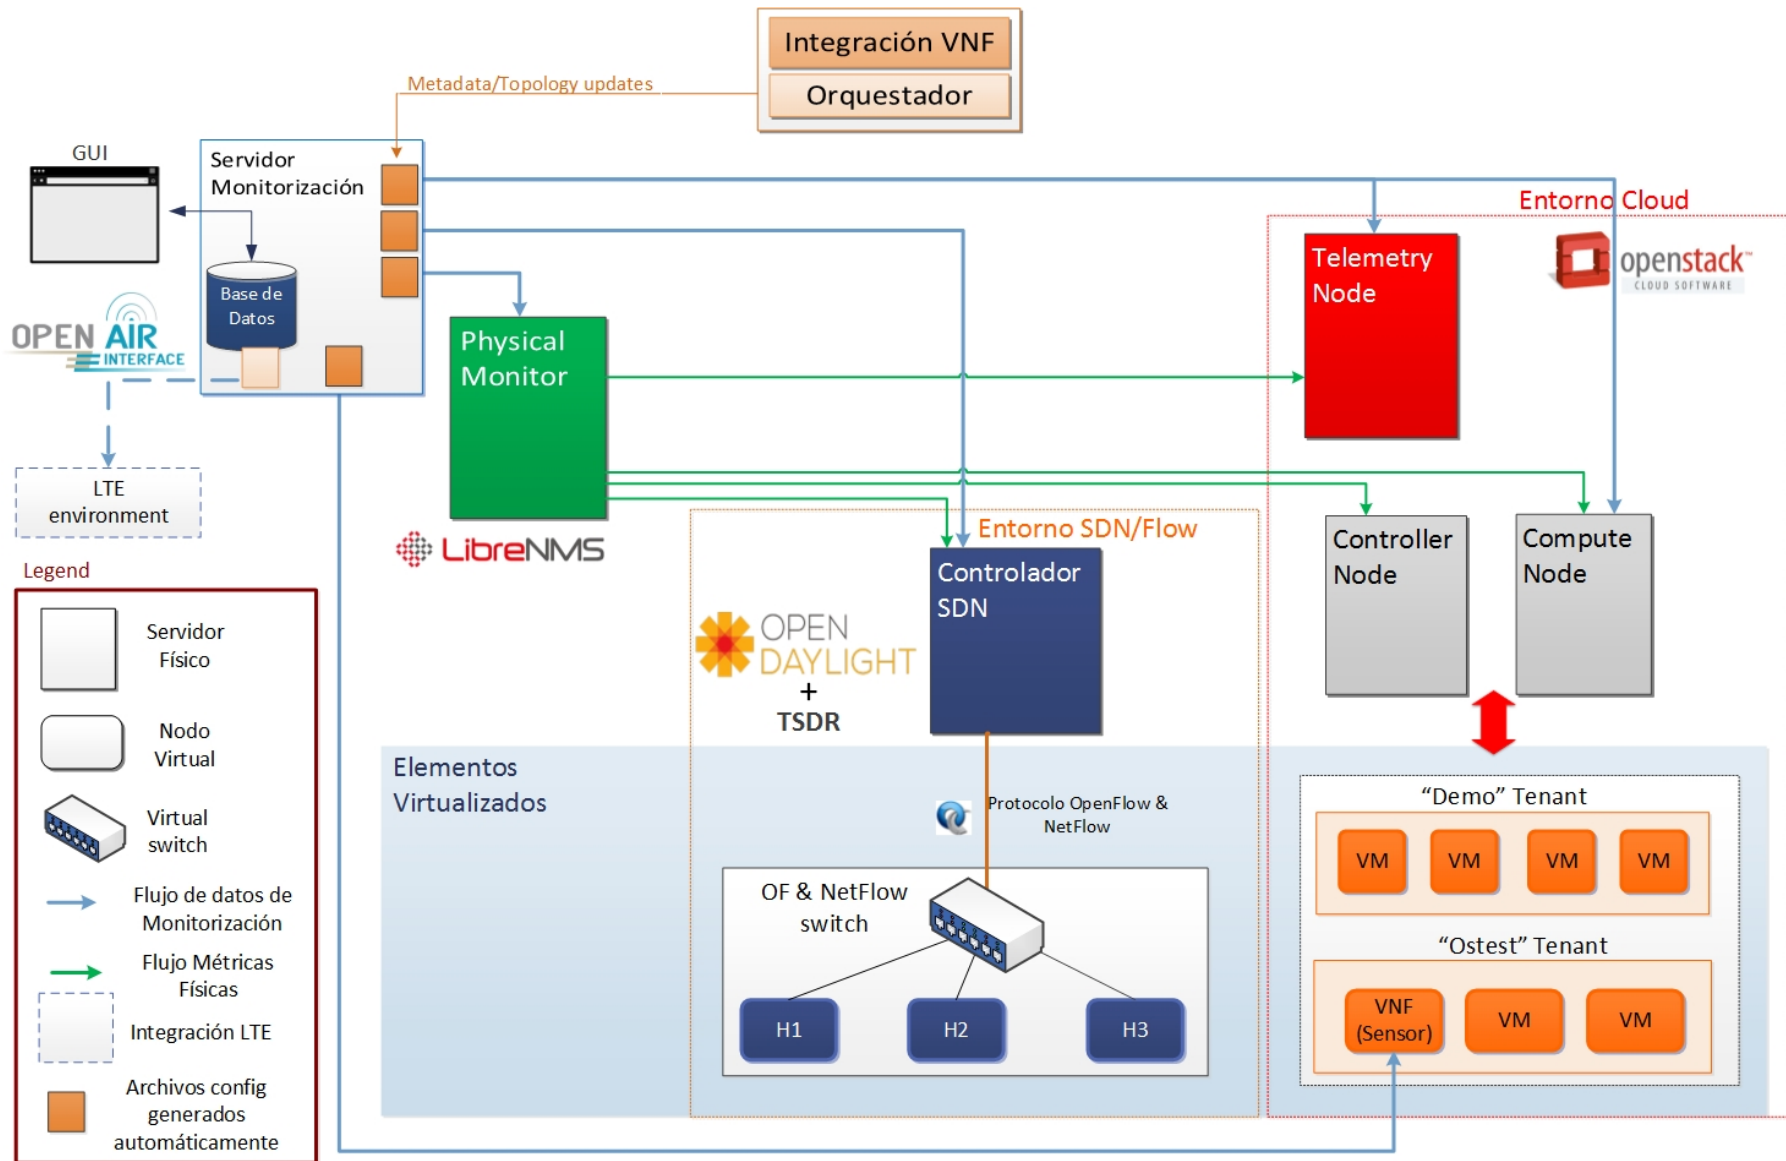 Integración VNF
Orquestador
Metadata/Topology updates
GUI
Servidor
Monitorización
Base de
Datos
OPEN AIR
INTERFACE
LTE
environment
Physical
Monitor
LibreNMS
Entorno Cloud
Telemetry
Node
openstack™
CLOUD SOFTWARE
Controller
Node
Compute
Node
Entorno SDN/Flow
Controlador
SDN
OPEN
DAYLIGHT
+
TSDR
Elementos
Virtualizados
Protocolo OpenFlow &
NetFlow
OF & NetFlow
switch
H1
H2
H3
“Demo” Tenant
VM
VM
VM
VM
“Ostest” Tenant
VNF
(Sensor)
VM
VM
Legend
Servidor
Físico
Nodo
Virtual
Virtual
switch
Flujo de datos de
Monitorización
Flujo Métricas
Físicas
Integración LTE
Archivos config
generados
automáticamente